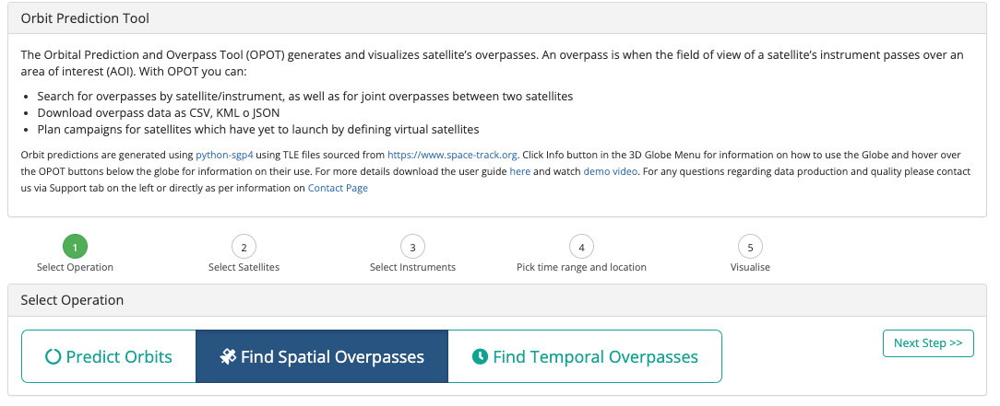 Orbit Prediction Tool
The Orbital Prediction and Overpass Tool (OPOT) generates and visualizes satellite's overpasses. An overpass is when the field of view of a satellite's instrument passes over an
area of interest (AOI). With OPOT you can:
• Search for overpasses by satellite/instrument, as well as for joint overpasses between two satellites
• Download overpass data as CSV, KML o JSON
• Plan campaigns for satellites which have yet to launch by defining virtual satellites
Orbit predictions are generated using python-sgp4 using TLE files sourced from https://www.space-track.org. Click Info button in the 3D Globe Menu for information on how to use the Globe and hover over
the OPOT buttons below the globe for information on their use. For more details download the user guide here and watch demo video. For any questions regarding data production and quality please contact
us via Support tab on the left or directly as per information on Contact Page
1 2 3 4 5
Select Operation Select Satellites Select Instruments Pick time range and location Visualise
Select Operation
Predict Orbits Find Spatial Overpasses Find Temporal Overpasses Next Step >>